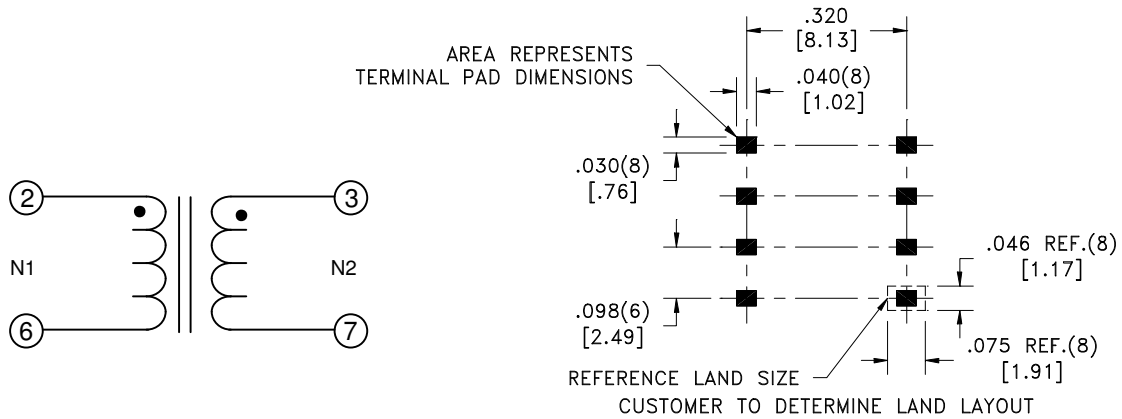 2
3
N1
N2
6
7
.320
[8.13]
AREA REPRESENTS
TERMINAL PAD DIMENSIONS
.040(8)
[1.02]
.030(8)
[.76]
.046 REF.(8)
[1.17]
.098(6)
[2.49]
.075 REF.(8)
[1.91]
REFERENCE LAND SIZE
CUSTOMER TO DETERMINE LAND LAYOUT